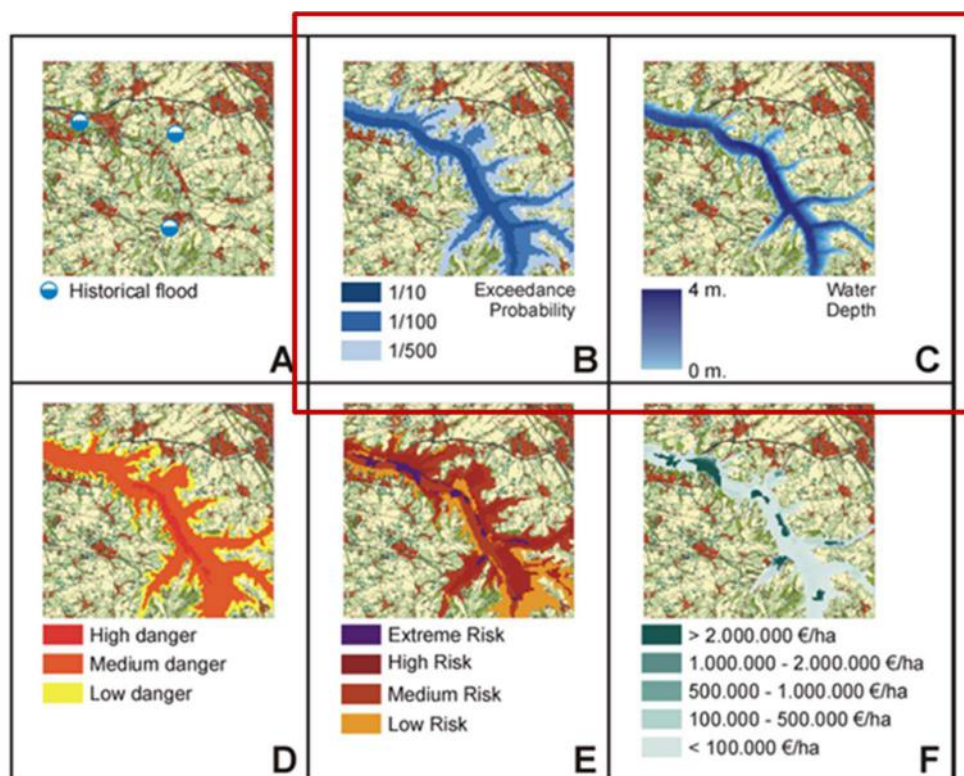 Historical flood
A
1/10
1/100
1/500
Exceedance
Probability
B
4 m.
0 m.
Water
Depth
C
High danger
Medium danger
Low danger
D
Extreme Risk
High Risk
Medium Risk
Low Risk
E
> 2.000.000 €/ha
1.000.000 - 2.000.000 €/ha
500.000 - 1.000.000 €/ha
100.000 - 500.000 €/ha
< 100.000 €/ha
F